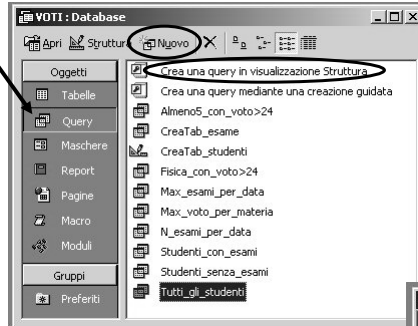 VOTI : Database
Apri Struttura Nuovo
Oggetti
Tabelle
Query
Maschere
Report
Pagine
Macro
Moduli
Gruppi
Preferiti
Crea una query in visualizzazione Struttura
Crea una query mediante una creazione guidata
Almeno5_con_voto>24
CreaTab_esame
CreaTab_studenti
Fisica_con_voto>24
Max_esami_per_data
Max_voto_per_materia
N_esami_per_data
Studenti_con_esami
Studenti_senza_esami
Tutti_gli_studenti